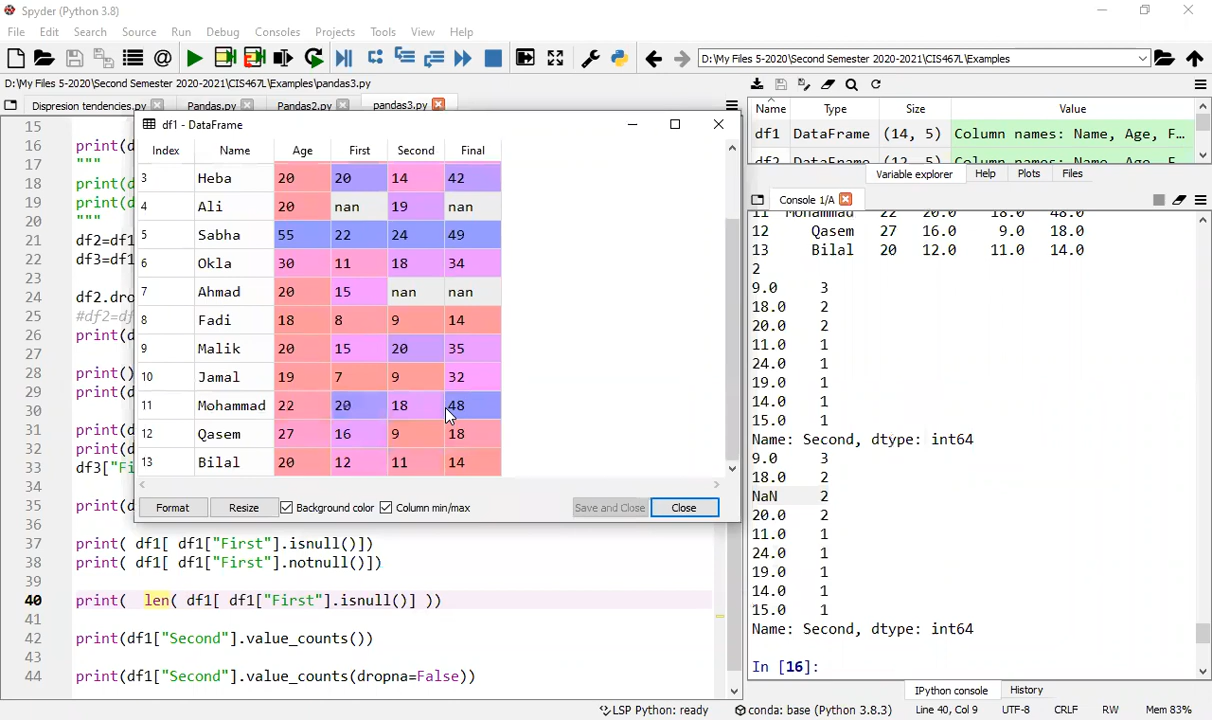 Spyder (Python 3.8)
File Edit Search Source Run Debug Consoles Projects Tools View Help
D:\My Files 5-2020\Second Semester 2020-2021\CIS467L\Examples
D:\My Files 5-2020\Second Semester 2020-2021\CIS467L\Examples\pandas3.py
Dispresion tendencies.py Pandas.py Pandas2.py pandas3.py
15
16 print(d
17 """
18 print(d
19 print(d
20 """
21 df2=df1
22 df3=df1
23
24 df2.dro
25 #df2=df
26 print(d
27
28 print()
29 print(d
30
31 print(d
32 print(d
33 df3["Fi
34
35 print(d
36
37 print( df1[ df1["First"].isnull()])
38 print( df1[ df1["First"].notnull()])
39
40 print( len( df1[ df1["First"].isnull()] ))
41
42 print(df1["Second"].value_counts())
43
44 print(df1["Second"].value_counts(dropna=False))
df1 - DataFrame
Index Name Age First Second Final
3 Heba 20 20 14 42
4 Ali 20 nan 19 nan
5 Sabha 55 22 24 49
6 Okla 30 11 18 34
7 Ahmad 20 15 nan nan
8 Fadi 18 8 9 14
9 Malik 20 15 20 35
10 Jamal 19 7 9 32
11 Mohammad 22 20 18 48
12 Qasem 27 16 9 18
13 Bilal 20 12 11 14
Format Resize Background color Column min/max Save and Close Close
Name Type Size Value
df1 DataFrame (14, 5) Column names: Name, Age, F...
df2 DataFrame (12, 5) Column names: Name, Age, F...
Variable explorer Help Plots Files
Console 1/A
11 Mohammad 22 20.0 18.0 48.0
12 Qasem 27 16.0 9.0 18.0
13 Bilal 20 12.0 11.0 14.0
2
9.0 3
18.0 2
20.0 2
11.0 1
24.0 1
19.0 1
14.0 1
15.0 1
Name: Second, dtype: int64
9.0 3
18.0 2
NaN 2
20.0 2
11.0 1
24.0 1
19.0 1
14.0 1
15.0 1
Name: Second, dtype: int64
In [16]:
IPython console History
LSP Python: ready conda: base (Python 3.8.3) Line 40, Col 9 UTF-8 CRLF RW Mem 83%